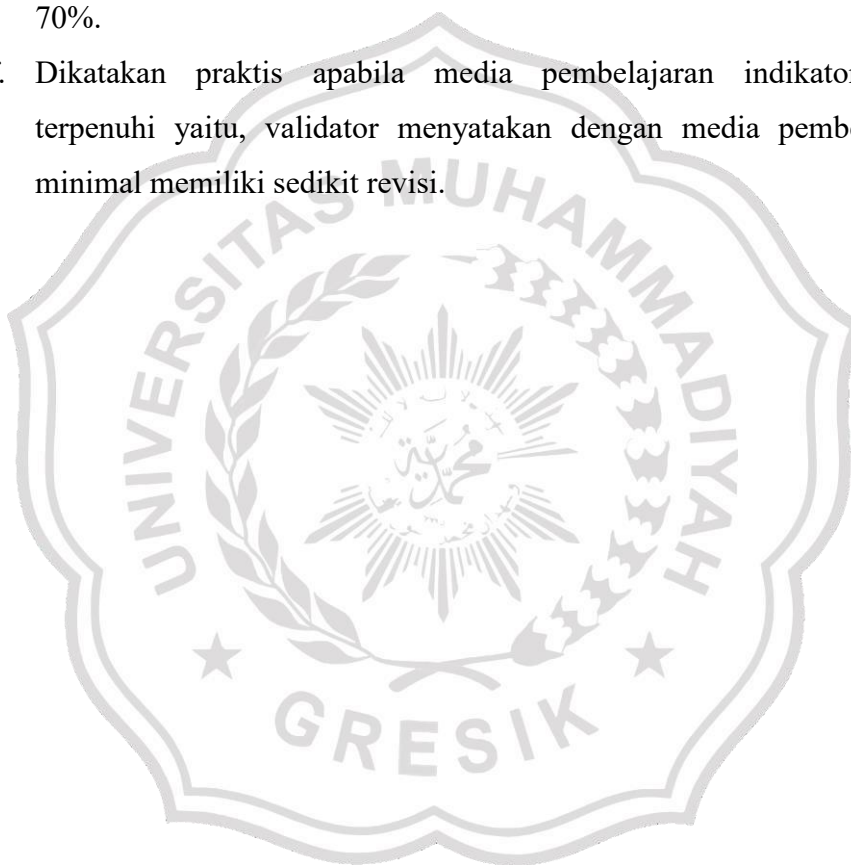 70%.
Dikatakan praktis apabila media pembelajaran indikator
terpenuhi yaitu, validator menyatakan dengan media
minimal memiliki sedikit revisi.
UNIVERSITAS MUHAMMADIYAH
محمدية
GRESIK